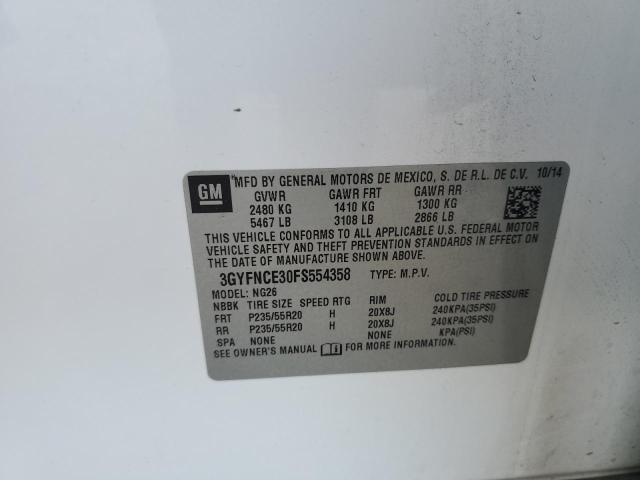 GM "MFD BY GENERAL MOTORS DE MEXICO, S. DE R.L. DE C.V. 10/14
GVWR GAWR FRT GAWR RR
2480 KG 1410 KG 1300 KG
5467 LB 3108 LB 2866 LB
THIS VEHICLE CONFORMS TO ALL APPLICABLE U.S. FEDERAL MOTOR
VEHICLE SAFETY AND THEFT PREVENTION STANDARDS IN EFFECT ON
THE DATE OF MANUFACTURE SHOWN ABOVE.
3GYFNCE30FS554358 TYPE: M.P.V.
MODEL: NG26
NBBK TIRE SIZE SPEED RTG RIM COLD TIRE PRESSURE
FRT P235/55R20 H 20X8J 240KPA(35PSI)
RR P235/55R20 H 20X8J 240KPA(35PSI)
SPA NONE NONE KPA(PSI)
SEE OWNER'S MANUAL FOR MORE INFORMATION.